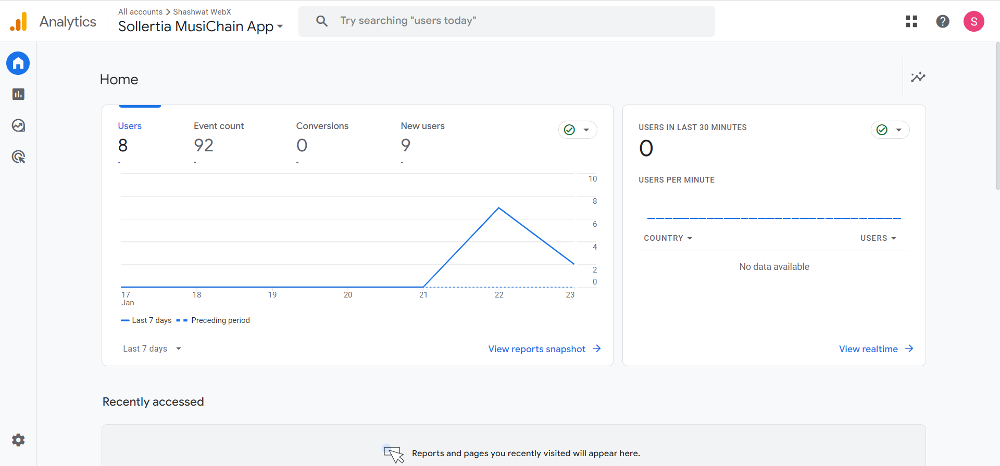 Analytics
All accounts > Shashwat WebX
Sollertia MusiChain App
Try searching "users today"
S
Home
Users
8
-
Event count
92
-
Conversions
0
-
New users
9
-
10
8
6
4
2
0
17 18 19 20 21 22 23
Jan
Last 7 days Preceding period
Last 7 days
View reports snapshot
USERS IN LAST 30 MINUTES
0
USERS PER MINUTE
COUNTRY USERS
No data available
View realtime
Recently accessed
Reports and pages you recently visited will appear here.